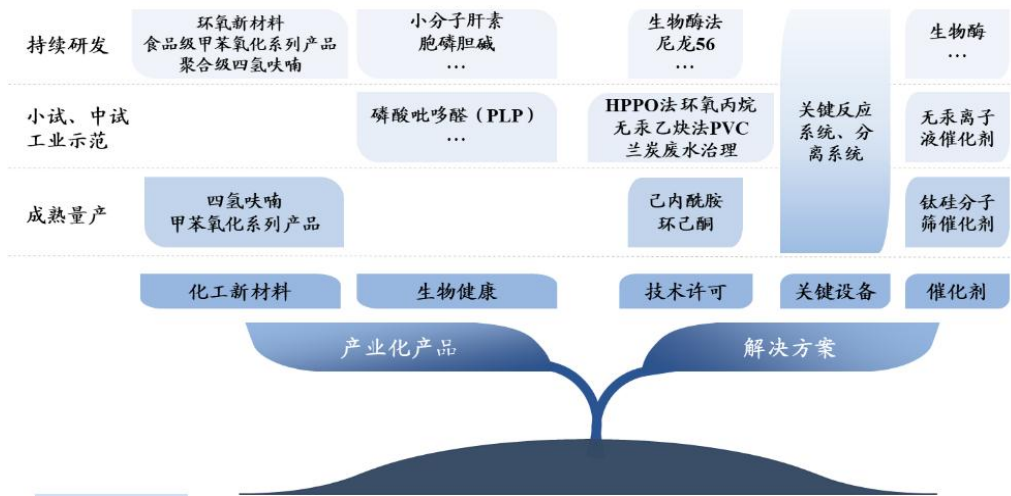 持续研发
环氧新材料
食品级甲苯氧化系列产品
聚合级四氢呋喃
小分子肝素
胞磷胆碱
…
生物酶法
尼龙56
…
生物酶
…
小试、中试
工业示范
磷酸吡哆醛（PLP）
…
HPPO法环氧丙烷
无汞乙炔法PVC
兰炭废水治理
关键反应
系统、分
离系统
无汞离子
液催化剂
成熟量产
四氢呋喃
甲苯氧化系列产品
己内酰胺
环己酮
钛硅分子
筛催化剂
化工新材料
生物健康
技术许可
关键设备
催化剂
产业化产品
解决方案